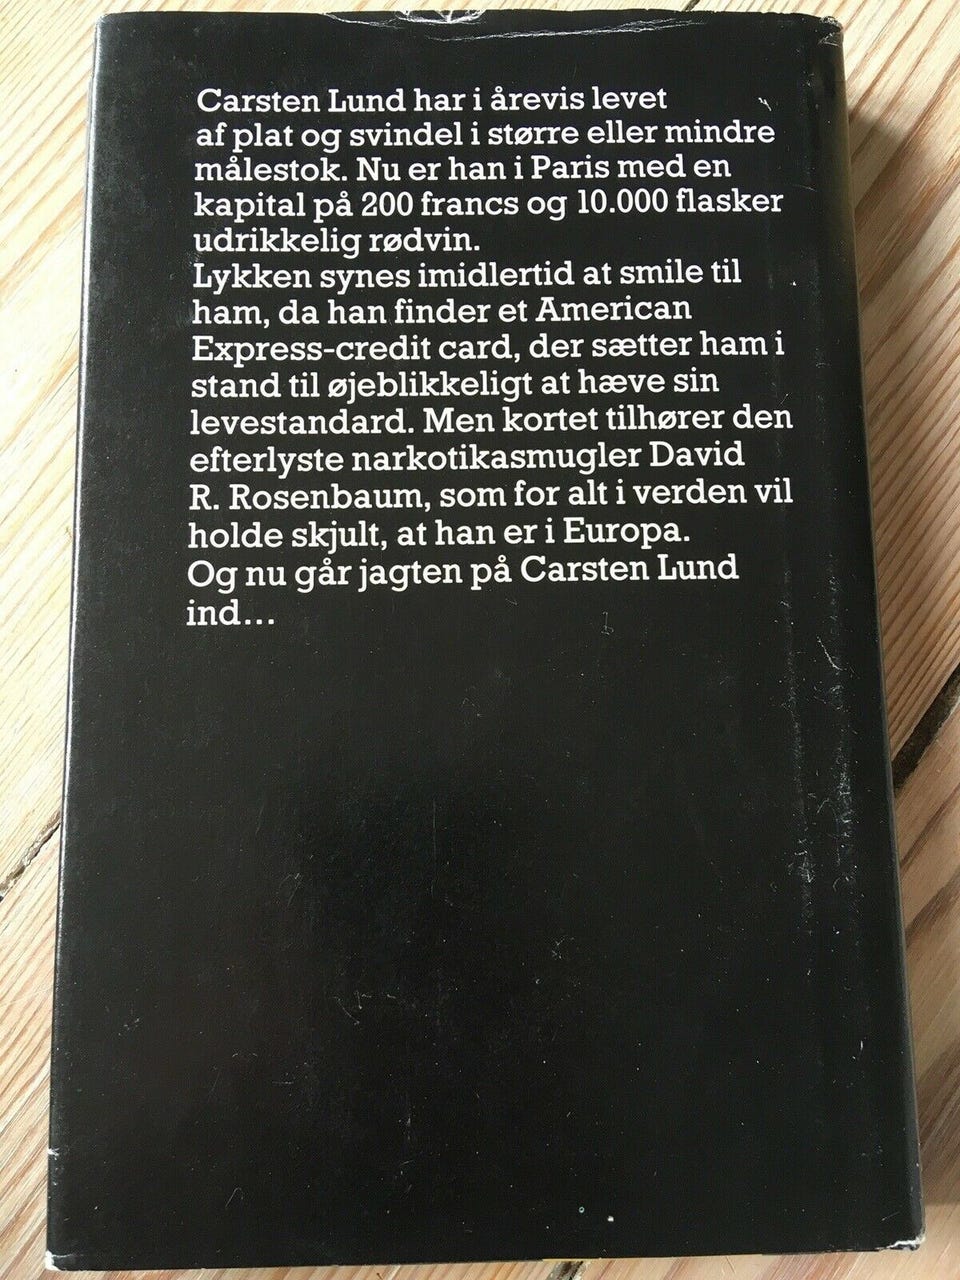 Carsten Lund har i årevis levet
af plat og svindel i større eller mindre
målestok. Nu er han i Paris med en
kapital på 200 francs og 10.000 flasker
udrikkelig rødvin.
Lykken synes imidlertid at smile til
ham, da han finder et American
Express-credit card, der sætter ham i
stand til øjeblikkeligt at hæve sin
levestandard. Men kortet tilhører den
efterlyste narkotikasmugler David
R. Rosenbaum, som for alt i verden vil
holde skjult, at han er i Europa.
Og nu går jagten på Carsten Lund
ind...